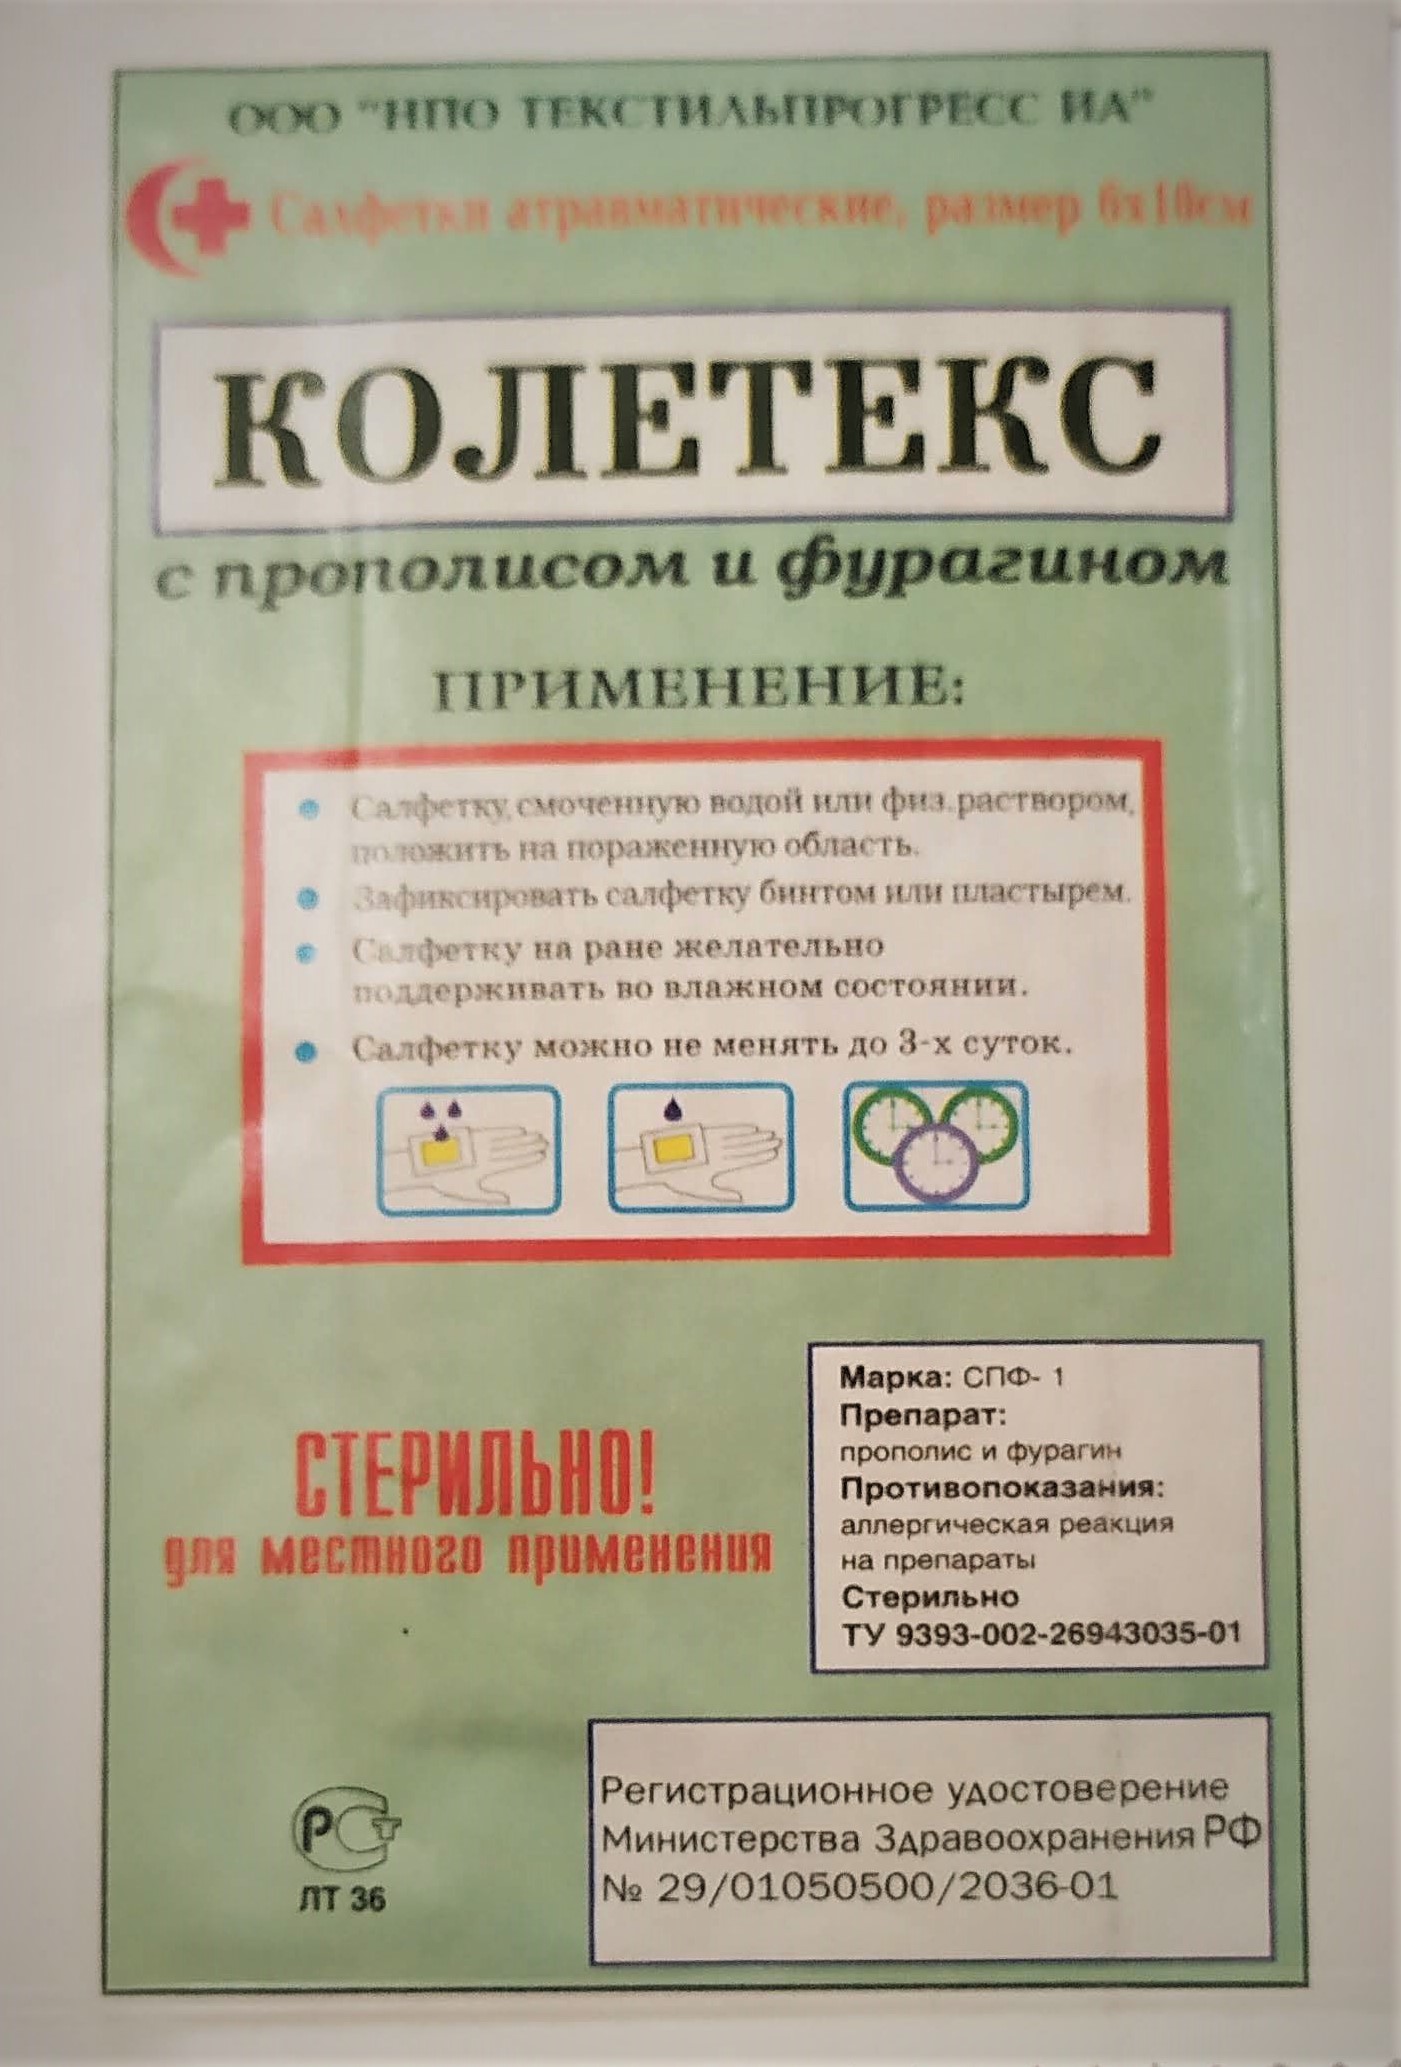 ООО "НПО ТЕКСТИЛЬПРОГРЕСС ИА"
Салфетки атравматические, размер 6х10см
КОЛЕТЕКС
с прополисом и фурагином
ПРИМЕНЕНИЕ:
• Салфетку, смоченную водой или физ.раствором,
положить на пораженную область.
• Зафиксировать салфетку бинтом или пластырем.
• Салфетку на ране желательно
поддерживать во влажном состоянии.
• Салфетку можно не менять до 3-х суток.
СТЕРИЛЬНО!
для местного применения
Марка: СПФ- 1
Препарат:
прополис и фурагин
Противопоказания:
аллергическая реакция
на препараты
Стерильно
ТУ 9393-002-26943035-01
РСТ
ЛТ 36
Регистрационное удостоверение
Министерства Здравоохранения РФ
№ 29/01050500/2036-01